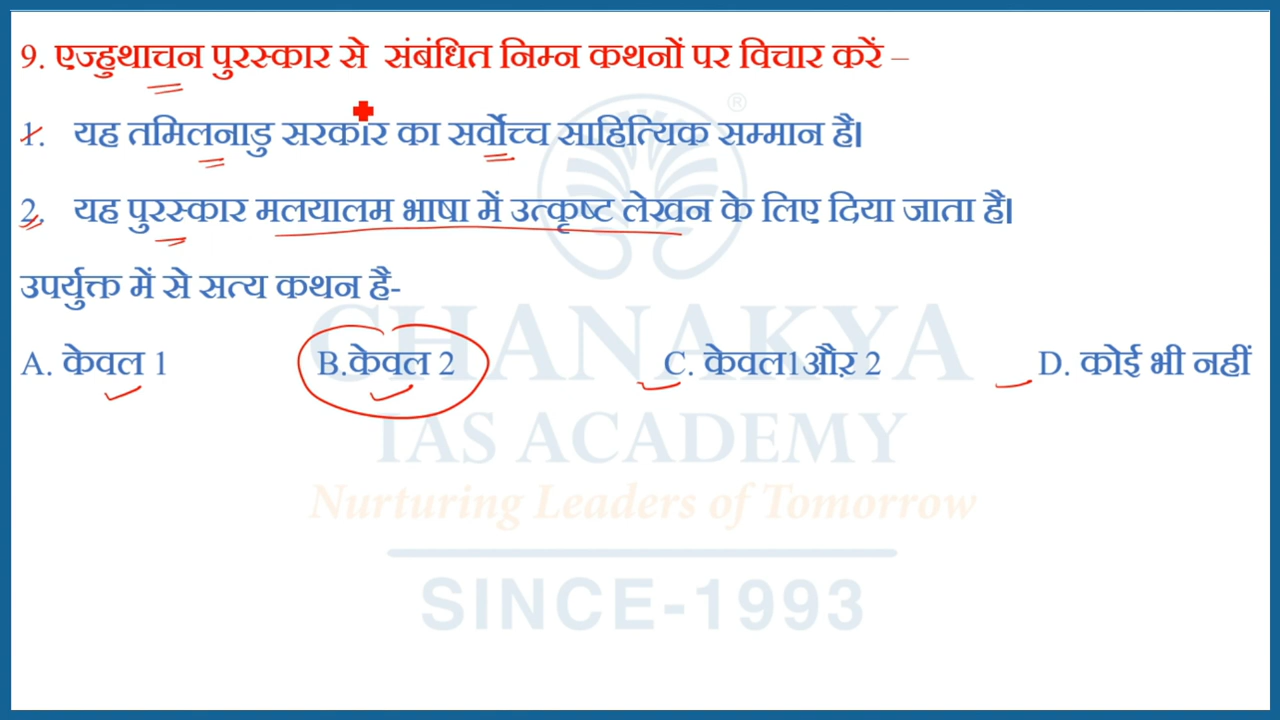 9. एज्हुथाचन पुरस्कार से संबंधित निम्न कथनों पर विचार करें –
1. यह तमिलनाडु सरकार का सर्वोच्च साहित्यिक सम्मान है।
2. यह पुरस्कार मलयालम भाषा में उत्कृष्ट लेखन के लिए दिया जाता है।
उपर्युक्त में से सत्य कथन है-
A. केवल 1 B.केवल 2 C. केवल1और 2 D. कोई भी नहीं
®
CHANAKYA
IAS ACADEMY
Nurturing Leaders of Tomorrow
SINCE-1993